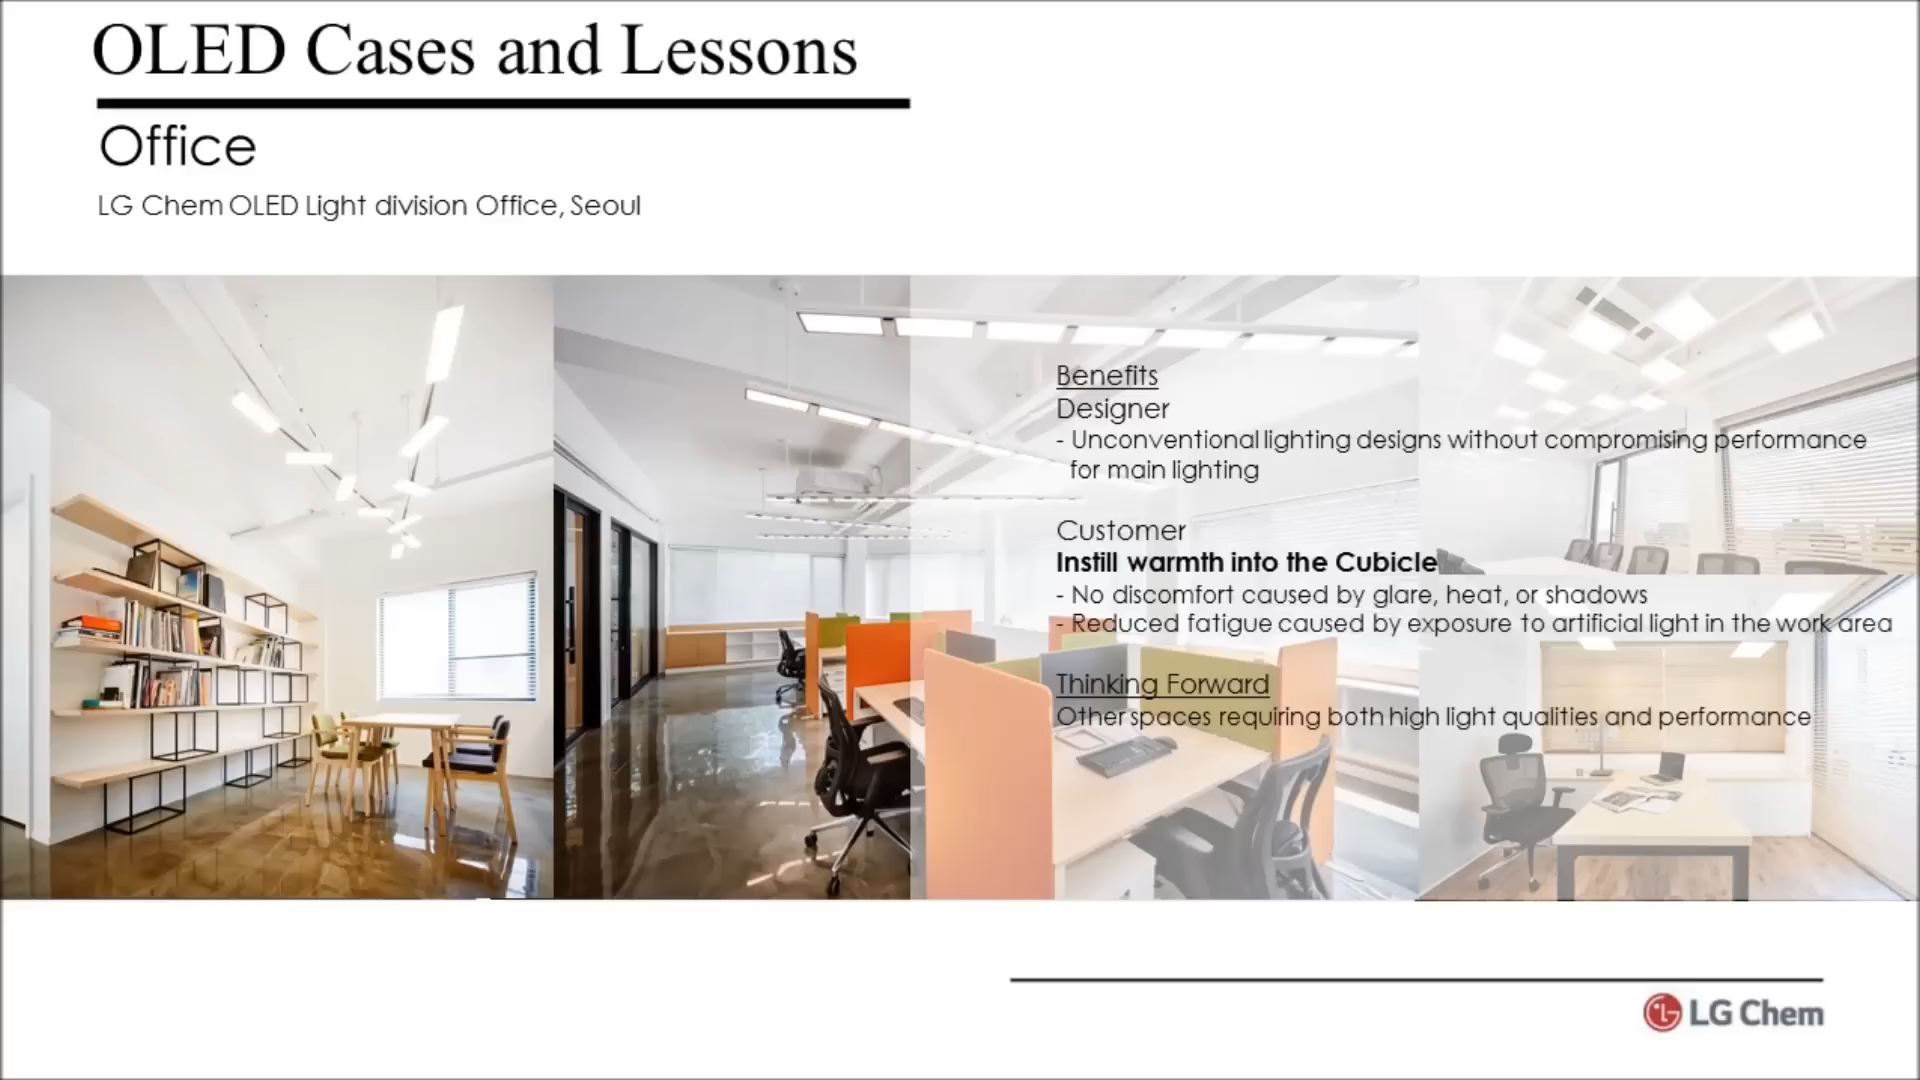 OLED Cases and Lessons
Office
LG Chem OLED Light division Office, Seoul
Benefits
Designer
- Unconventional lighting designs without compromising performance
for main lighting
Customer
Instill warmth into the Cubicle
- No discomfort caused by glare, heat, or shadows
- Reduced fatigue caused by exposure to artificial light in the work area
Thinking Forward
Other spaces requiring both high light qualities and performance
LG Chem